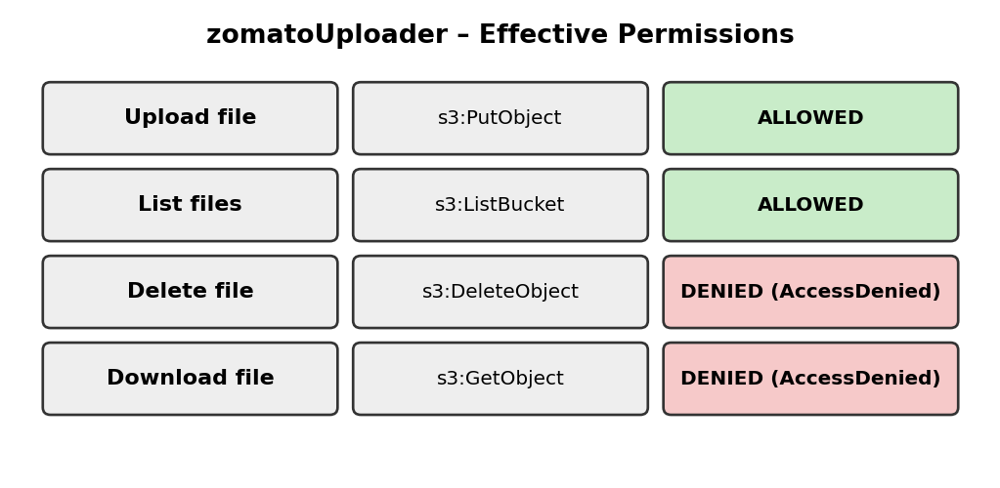 zomatoUploader – Effective Permissions
Upload file s3:PutObject ALLOWED
List files s3:ListBucket ALLOWED
Delete file s3:DeleteObject DENIED (AccessDenied)
Download file s3:GetObject DENIED (AccessDenied)